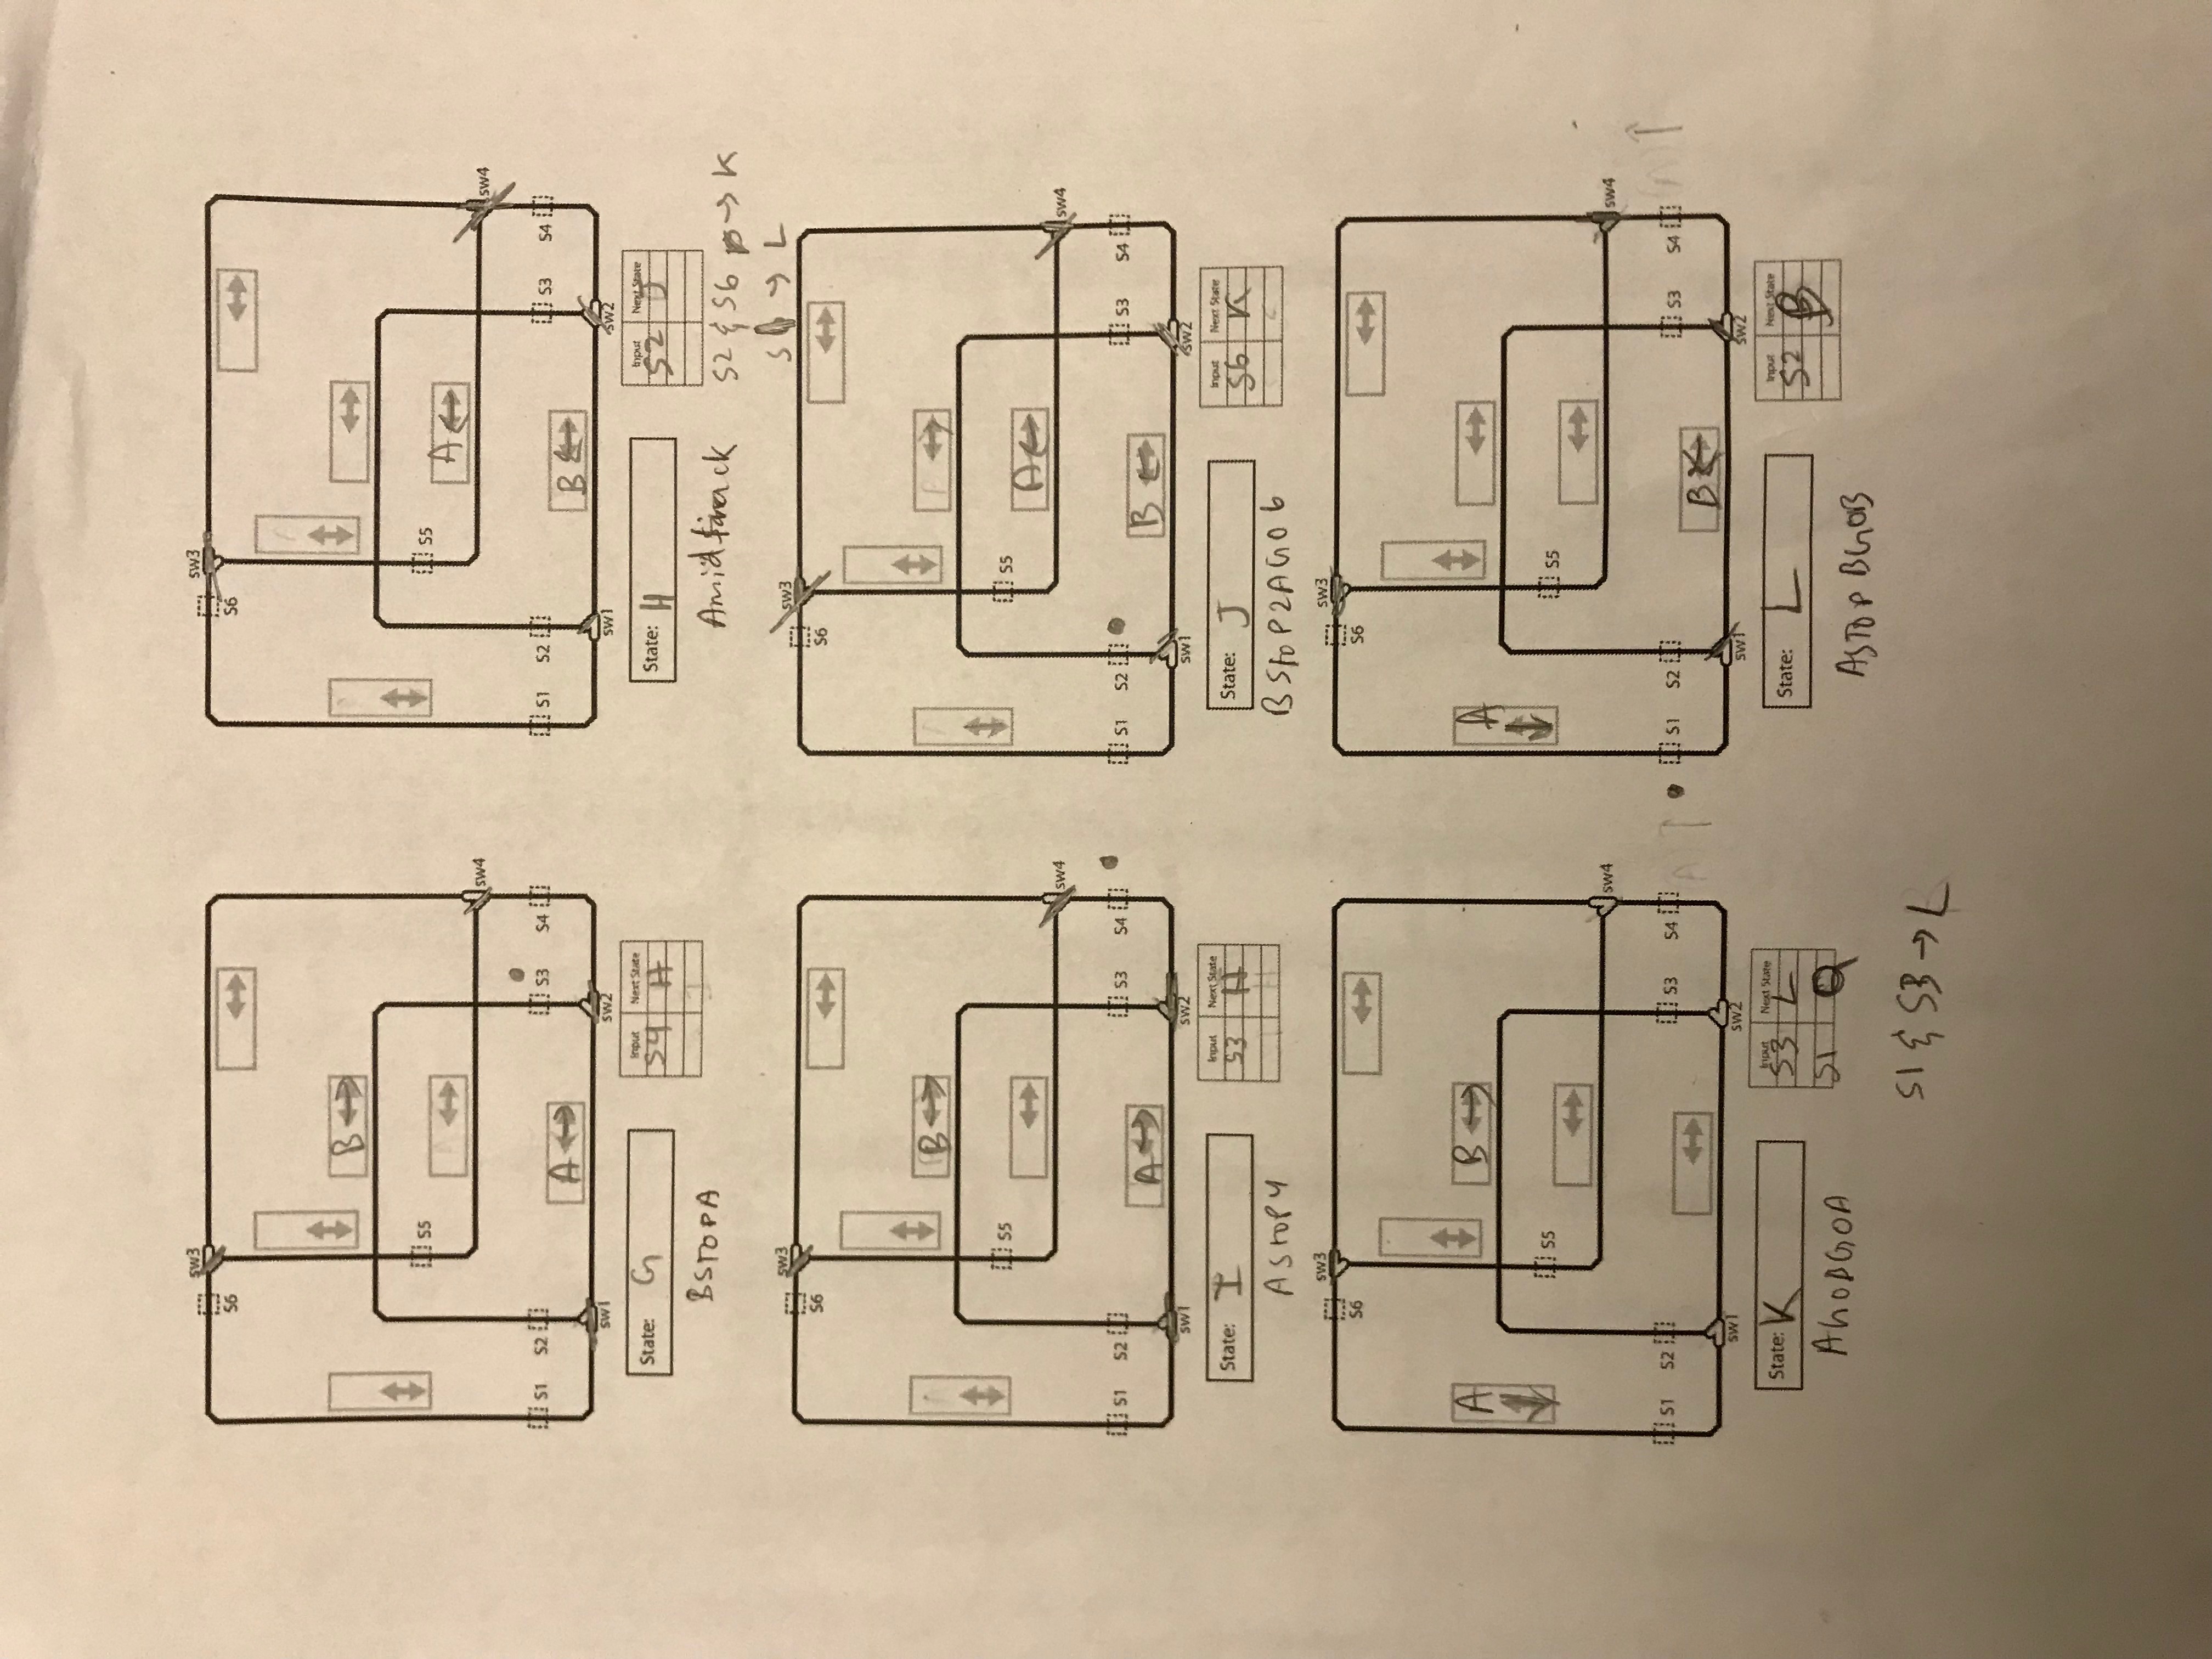 sw3
S6
B
S5
sw4
S1 S2 S3 S4
A
sw1 sw2
State: G
Input Next State
S4 H
I
BSTOPA
sw3
S6
S5
A
sw4
S1 S2 S3 S4
B
sw1 sw2
State: H
Input Next State
S2 J
Amidtrack
S2 & S6 → K
→ L
sw3
S6
B
S5
sw4
S1 S2 S3 S4
A
sw1 sw2
State: I
Input Next State
S3 H
H
ASTOP4
sw3
S6
S5
A
sw4
S1 S2 S3 S4
B
sw1 sw2
State: J
Input Next State
S6 K
BSTOP2AGO6
sw3
S6
A
B
S5
sw4
S1 S2 S3 S4
sw1 sw2
State: K
Input Next State
S3 L
S1 Q
AGOBGOA
S1 & S3 → L
sw3
S6
A
S5
sw4
S1 S2 S3 S4
B
sw1 sw2
State: L
Input Next State
S2 B
ASTOPBGOB